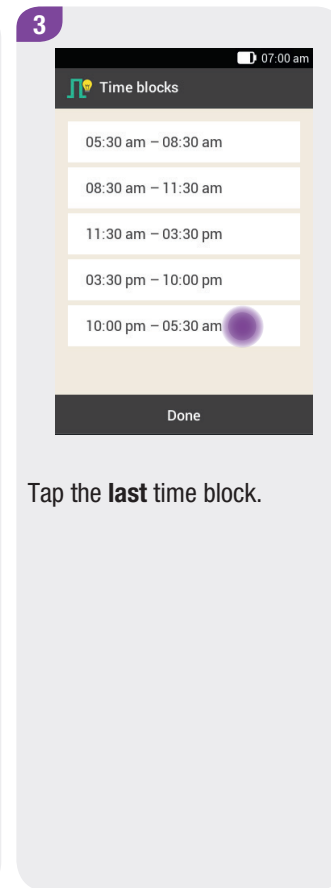 3
07:00 am
Time blocks
05:30 am – 08:30 am
08:30 am – 11:30 am
11:30 am – 03:30 pm
03:30 pm – 10:00 pm
10:00 pm – 05:30 am
Done
Tap the last time block.